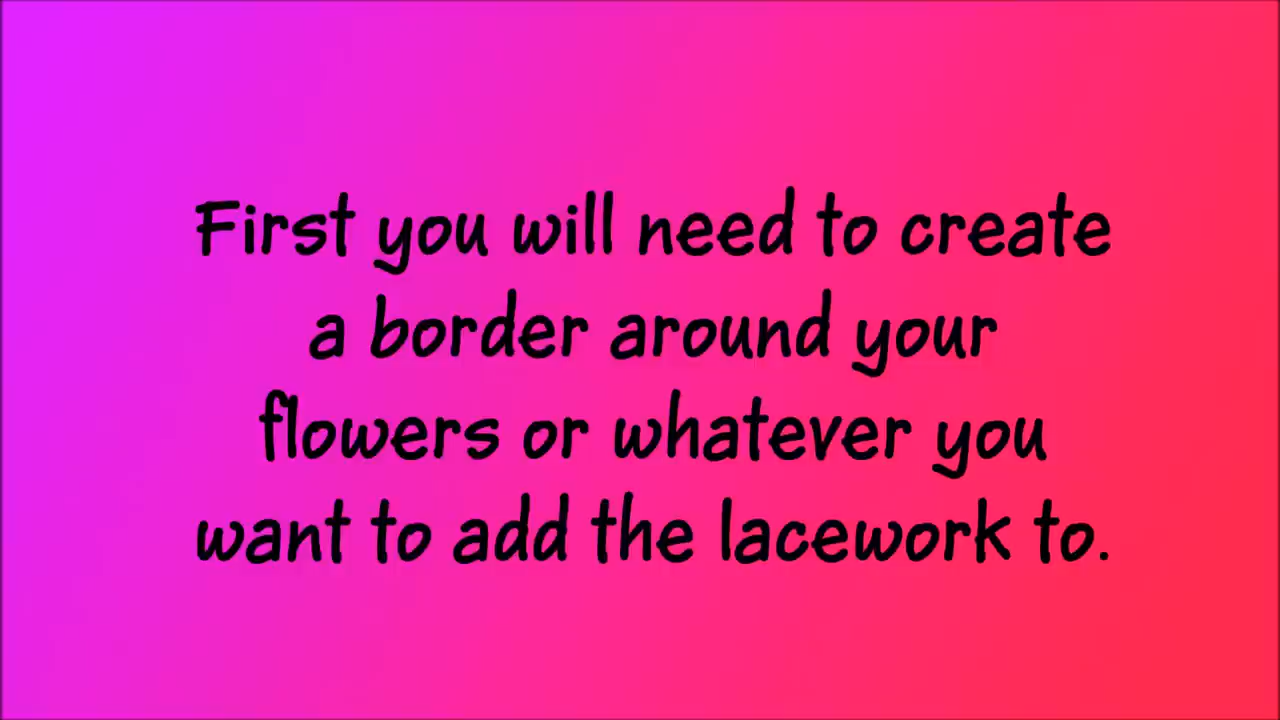 First you will need to create
a border around your
flowers or whatever you
want to add the lacework to.